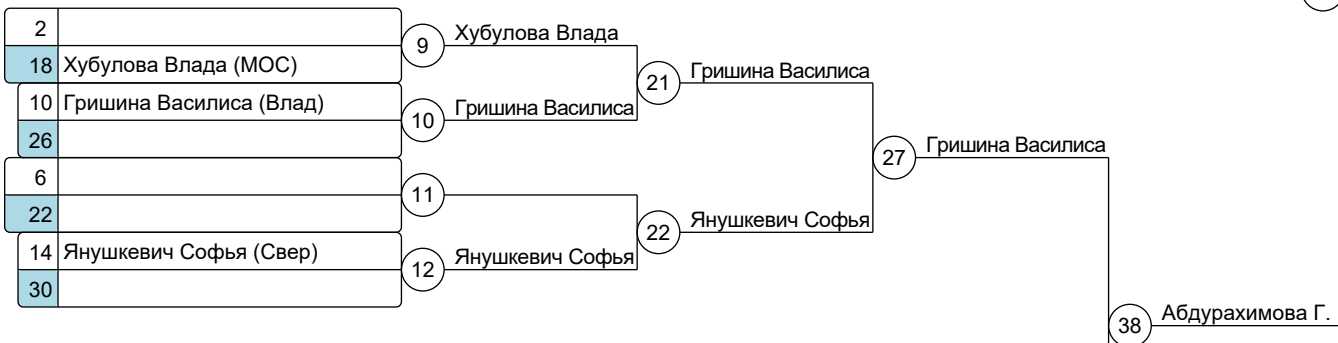 2
18 Хубулова Влада (МОС)
10 Гришина Василиса (Влад)
26
6
22
14 Янушкевич Софья (Свер)
30
9 Хубулова Влада
10 Гришина Василиса
11
12 Янушкевич Софья
21 Гришина Василиса
22 Янушкевич Софья
27 Гришина Василиса
38 Абдурахимова Г.